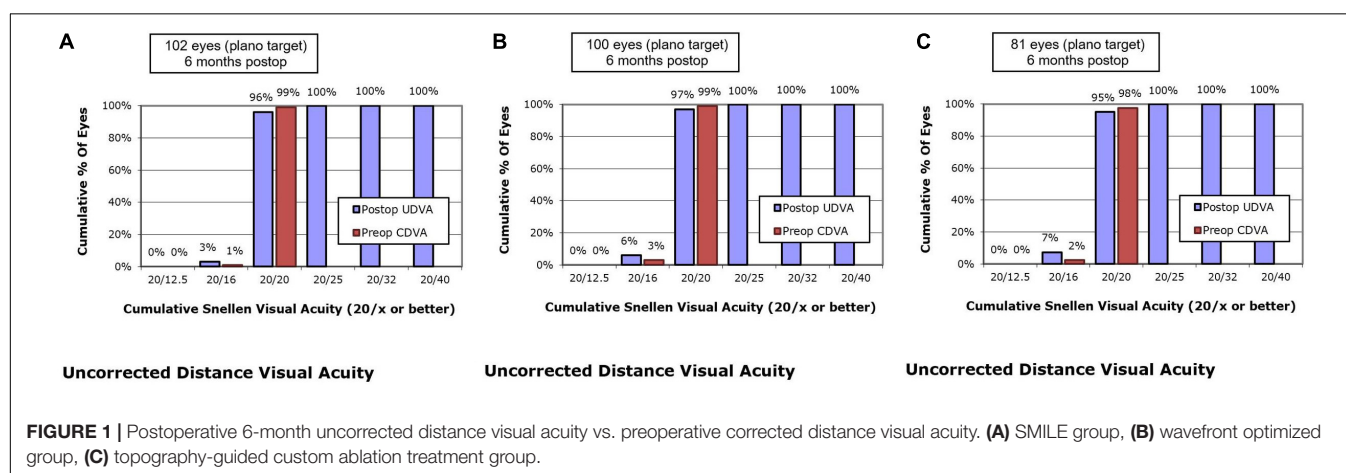 A
102 eyes (plano target)
6 months postop
Cumulative % Of Eyes
100%
80%
60%
40%
20%
0%
0% 0%
3%
1%
96%
99%
100%
100%
100%
Postop UDVA
Preop CDVA
20/12.5 20/16 20/20 20/25 20/32 20/40
Cumulative Snellen Visual Acuity (20/x or better)
Uncorrected Distance Visual Acuity
B
100 eyes (plano target)
6 months postop
Cumulative % Of Eyes
100%
80%
60%
40%
20%
0%
0% 0%
6%
3%
97%
99%
100%
100%
100%
Postop UDVA
Preop CDVA
20/12.5 20/16 20/20 20/25 20/32 20/40
Cumulative Snellen Visual Acuity (20/x or better)
Uncorrected Distance Visual Acuity
C
81 eyes (plano target)
6 months postop
Cumulative % Of Eyes
100%
80%
60%
40%
20%
0%
0% 0%
7%
2%
95%
98%
100%
100%
100%
Postop UDVA
Preop CDVA
20/12.5 20/16 20/20 20/25 20/32 20/40
Cumulative Snellen Visual Acuity (20/x or better)
Uncorrected Distance Visual Acuity
FIGURE 1 | Postoperative 6-month uncorrected distance visual acuity vs. preoperative corrected distance visual acuity. (A) SMILE group, (B) wavefront optimized
group, (C) topography-guided custom ablation treatment group.